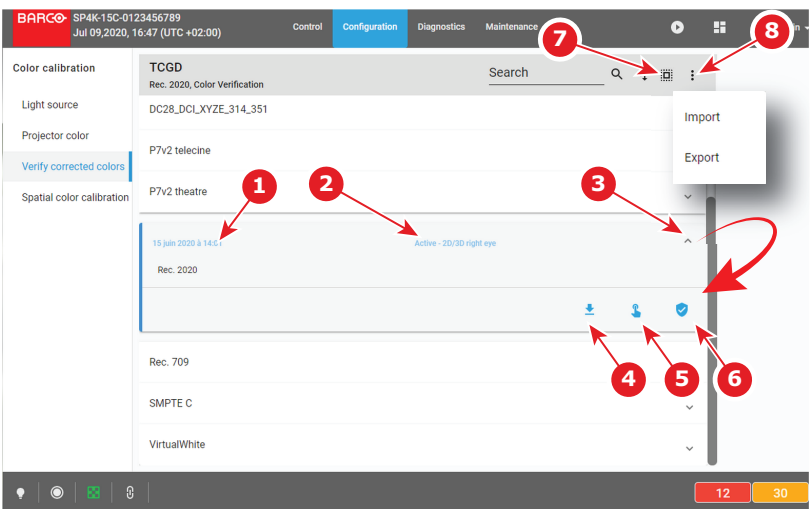 BARCO SP4K-15C-0123456789
Jul 09,2020, 16:47 (UTC +02:00)
Control Configuration Diagnostics Maintenance
7
8
Color calibration
Light source
Projector color
Verify corrected colors
Spatial color calibration
TCGD
Rec. 2020, Color Verification
Search
Import
Export
DC28_DCI_XYZE_314_351
P7v2 telecine
P7v2 theatre
1
2
3
15 juin 2020 à
Active - 2D/3D right eye
Rec. 2020
4
5
6
Rec. 709
SMPTE C
VirtualWhite
12 30